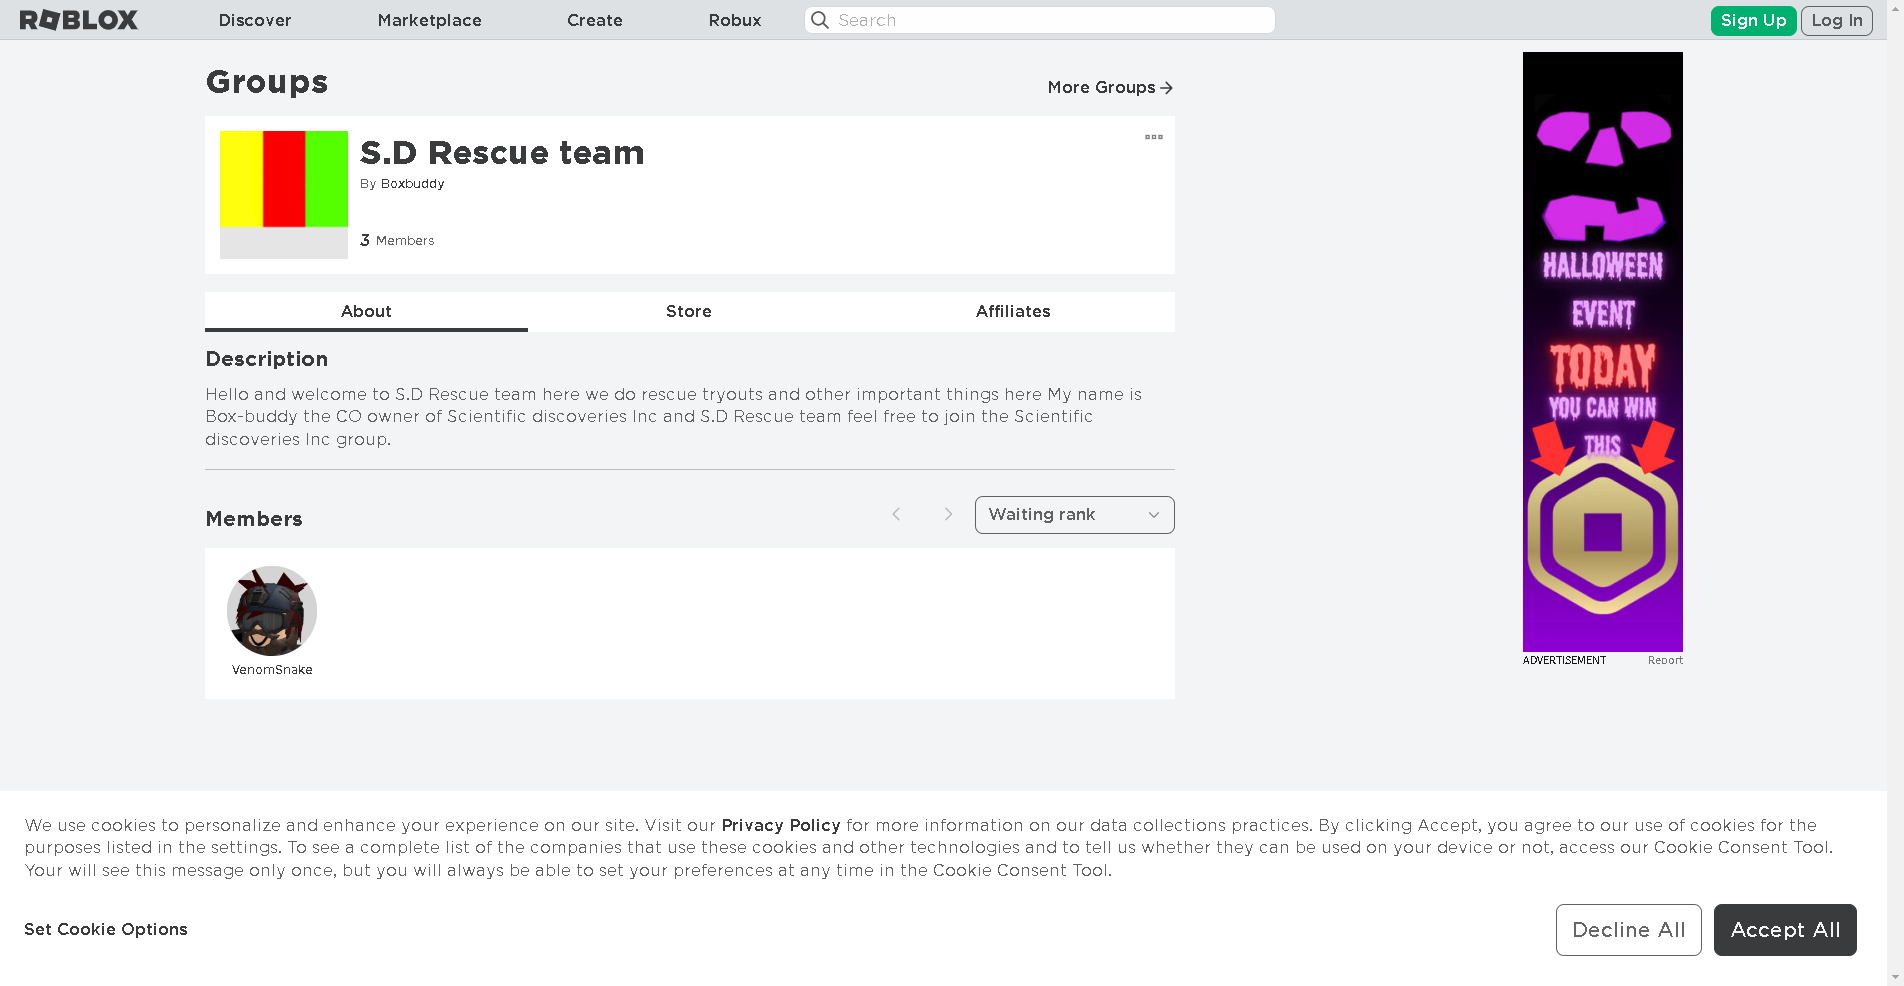 ROBLOX
Discover
Marketplace
Create
Robux
Search
Sign Up
Log In
Groups
More Groups
S.D Rescue team
By Boxbuddy
3 Members
About
Store
Affiliates
Description
Hello and welcome to S.D Rescue team here we do rescue tryouts and other important things here My name is
Box-buddy the CO owner of Scientific discoveries Inc and S.D Rescue team feel free to join the Scientific
discoveries Inc group.
Members
Waiting rank
VenomSnake
HALLOWEEN
EVENT
TODAY
YOU CAN WIN
THIS
ADVERTISEMENT
Report
We use cookies to personalize and enhance your experience on our site. Visit our Privacy Policy for more information on our data collections practices. By clicking Accept, you agree to our use of cookies for the
purposes listed in the settings. To see a complete list of the companies that use these cookies and other technologies and to tell us whether they can be used on your device or not, access our Cookie Consent Tool.
Your will see this message only once, but you will always be able to set your preferences at any time in the Cookie Consent Tool.
Set Cookie Options
Decline All
Accept All